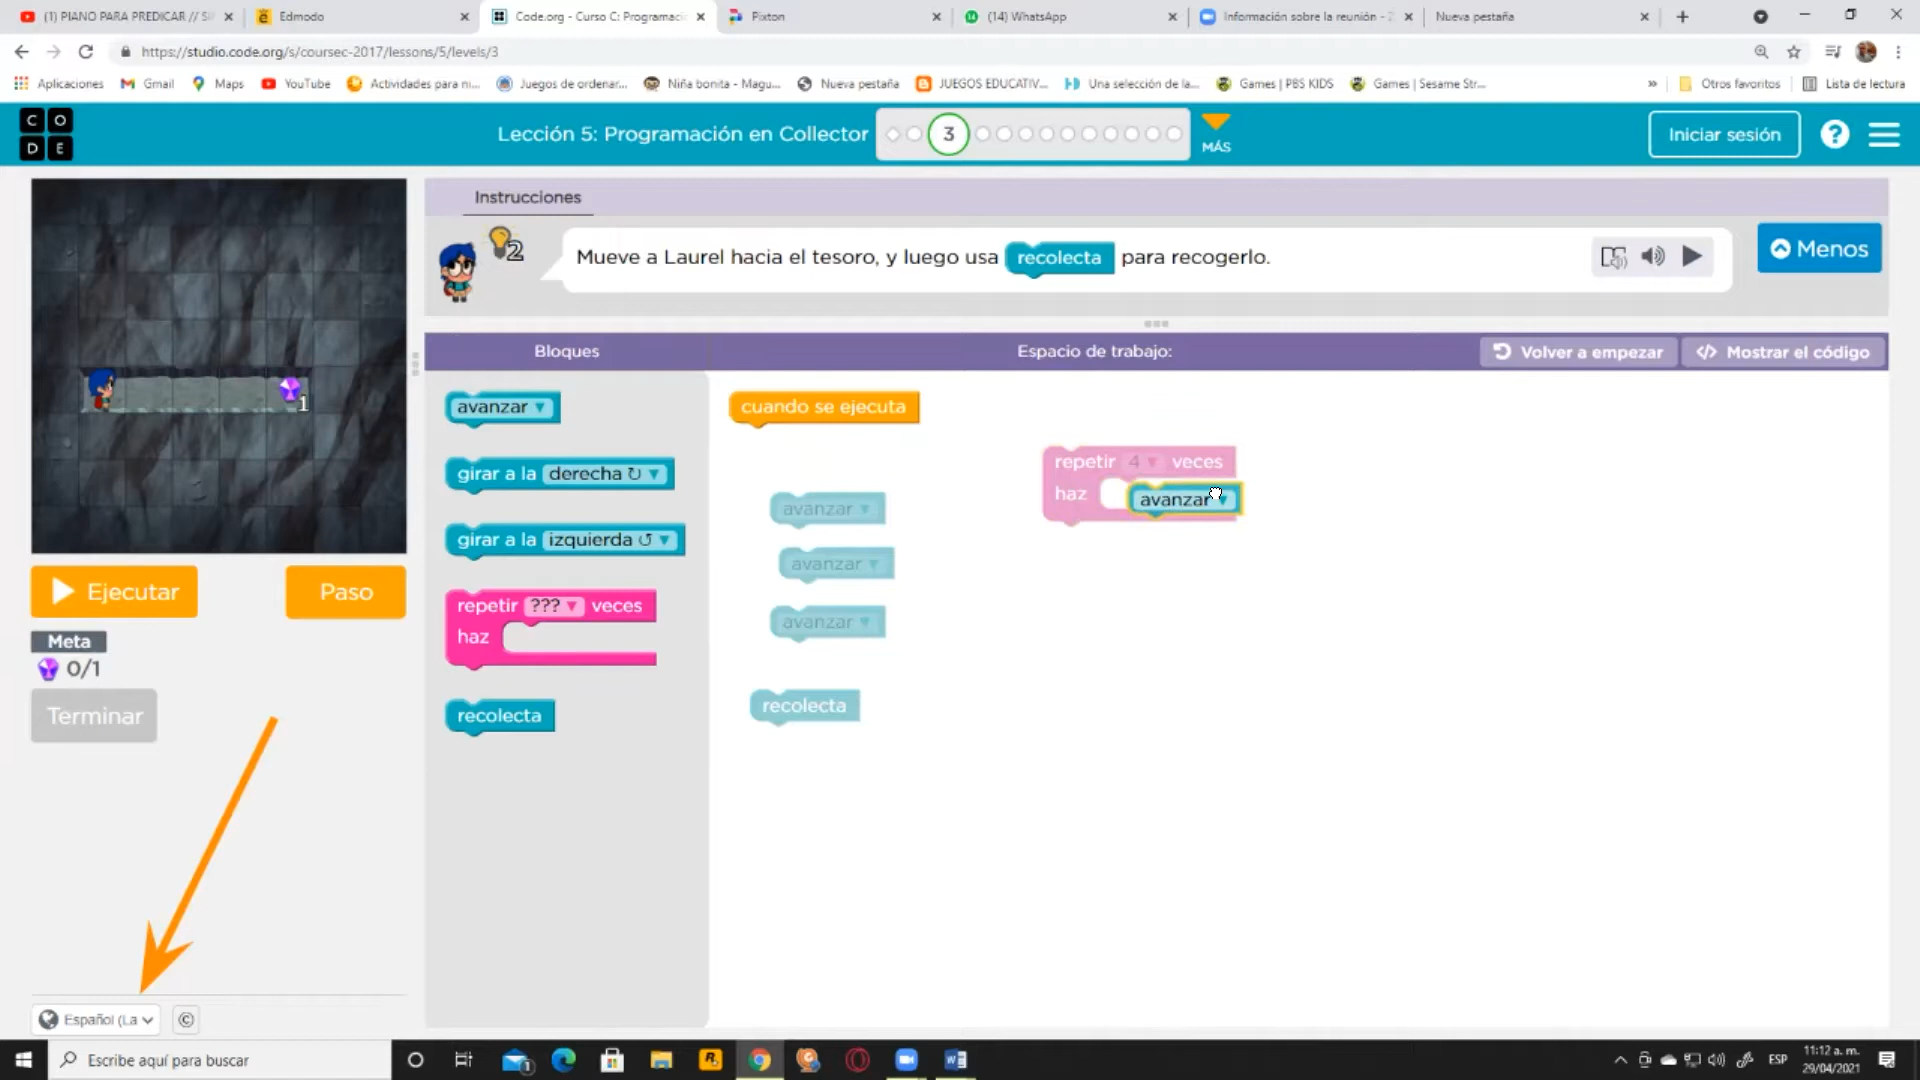 (1) PIANO PARA PREDICAR // SI
Edmodo
Code.org - Curso C: Programaci
Pixton
(14) WhatsApp
Información sobre la reunión - Z
Nueva pestaña
https://studio.code.org/s/coursec-2017/lessons/5/levels/3
Aplicaciones
Gmail
Maps
YouTube
Actividades para ni...
Juegos de ordenar...
Niña bonita - Magu...
Nueva pestaña
JUEGOS EDUCATIV...
Una selección de la...
Games | PBS KIDS
Games | Sesame Str...
»
Otros favoritos
Lista de lectura
CODE
Lección 5: Programación en Collector
3
MÁS
Iniciar sesión
?
Instrucciones
2
Mueve a Laurel hacia el tesoro, y luego usa recolecta para recogerlo.
Menos
Bloques
Espacio de trabajo:
Volver a empezar
</> Mostrar el código
1
avanzar
girar a la derecha ↻
girar a la izquierda ↺
repetir ??? veces
haz
recolecta
cuando se ejecuta
avanzar
avanzar
avanzar
recolecta
repetir 4 veces
haz
avanzar
Ejecutar
Paso
Meta
0/1
Terminar
Español (La
©
Escribe aquí para buscar
ESP
11:12 a. m.
29/04/2021